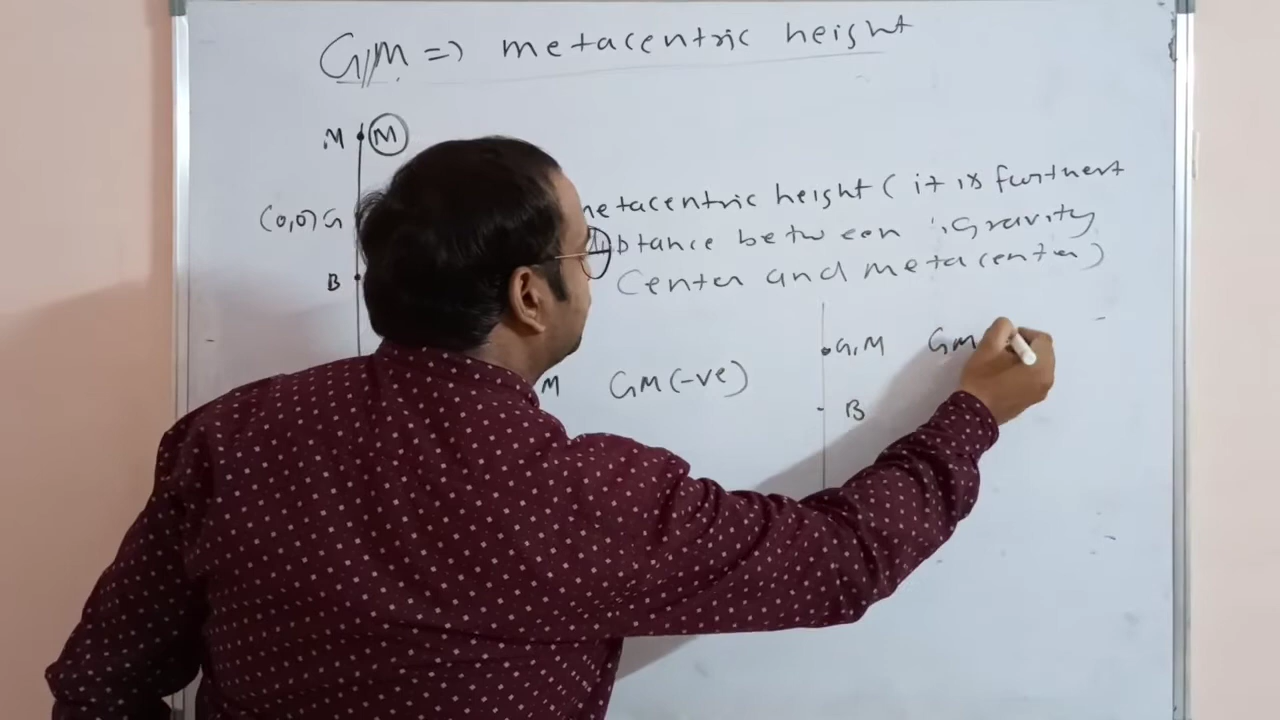 GM => metacentric height
M M
metacentric height ( it is furthest
distance between gravity
(0,0) G
center and metacenter)
B
G,M GM
M GM(-ve)
B